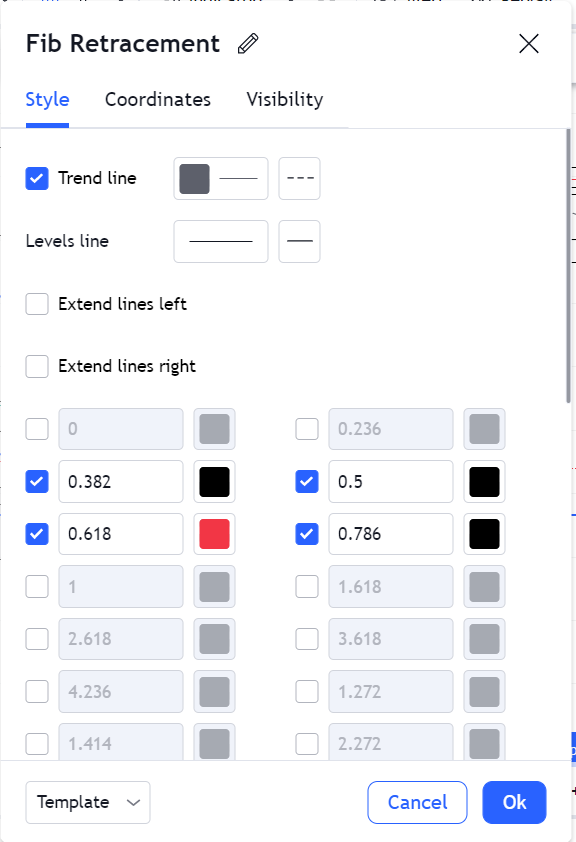 Fib Retracement
Style Coordinates Visibility
Trend line
Levels line
Extend lines left
Extend lines right
0 0.236
0.382 0.5
0.618 0.786
1 1.618
2.618 3.618
4.236 1.272
1.414 2.272
Template Cancel Ok